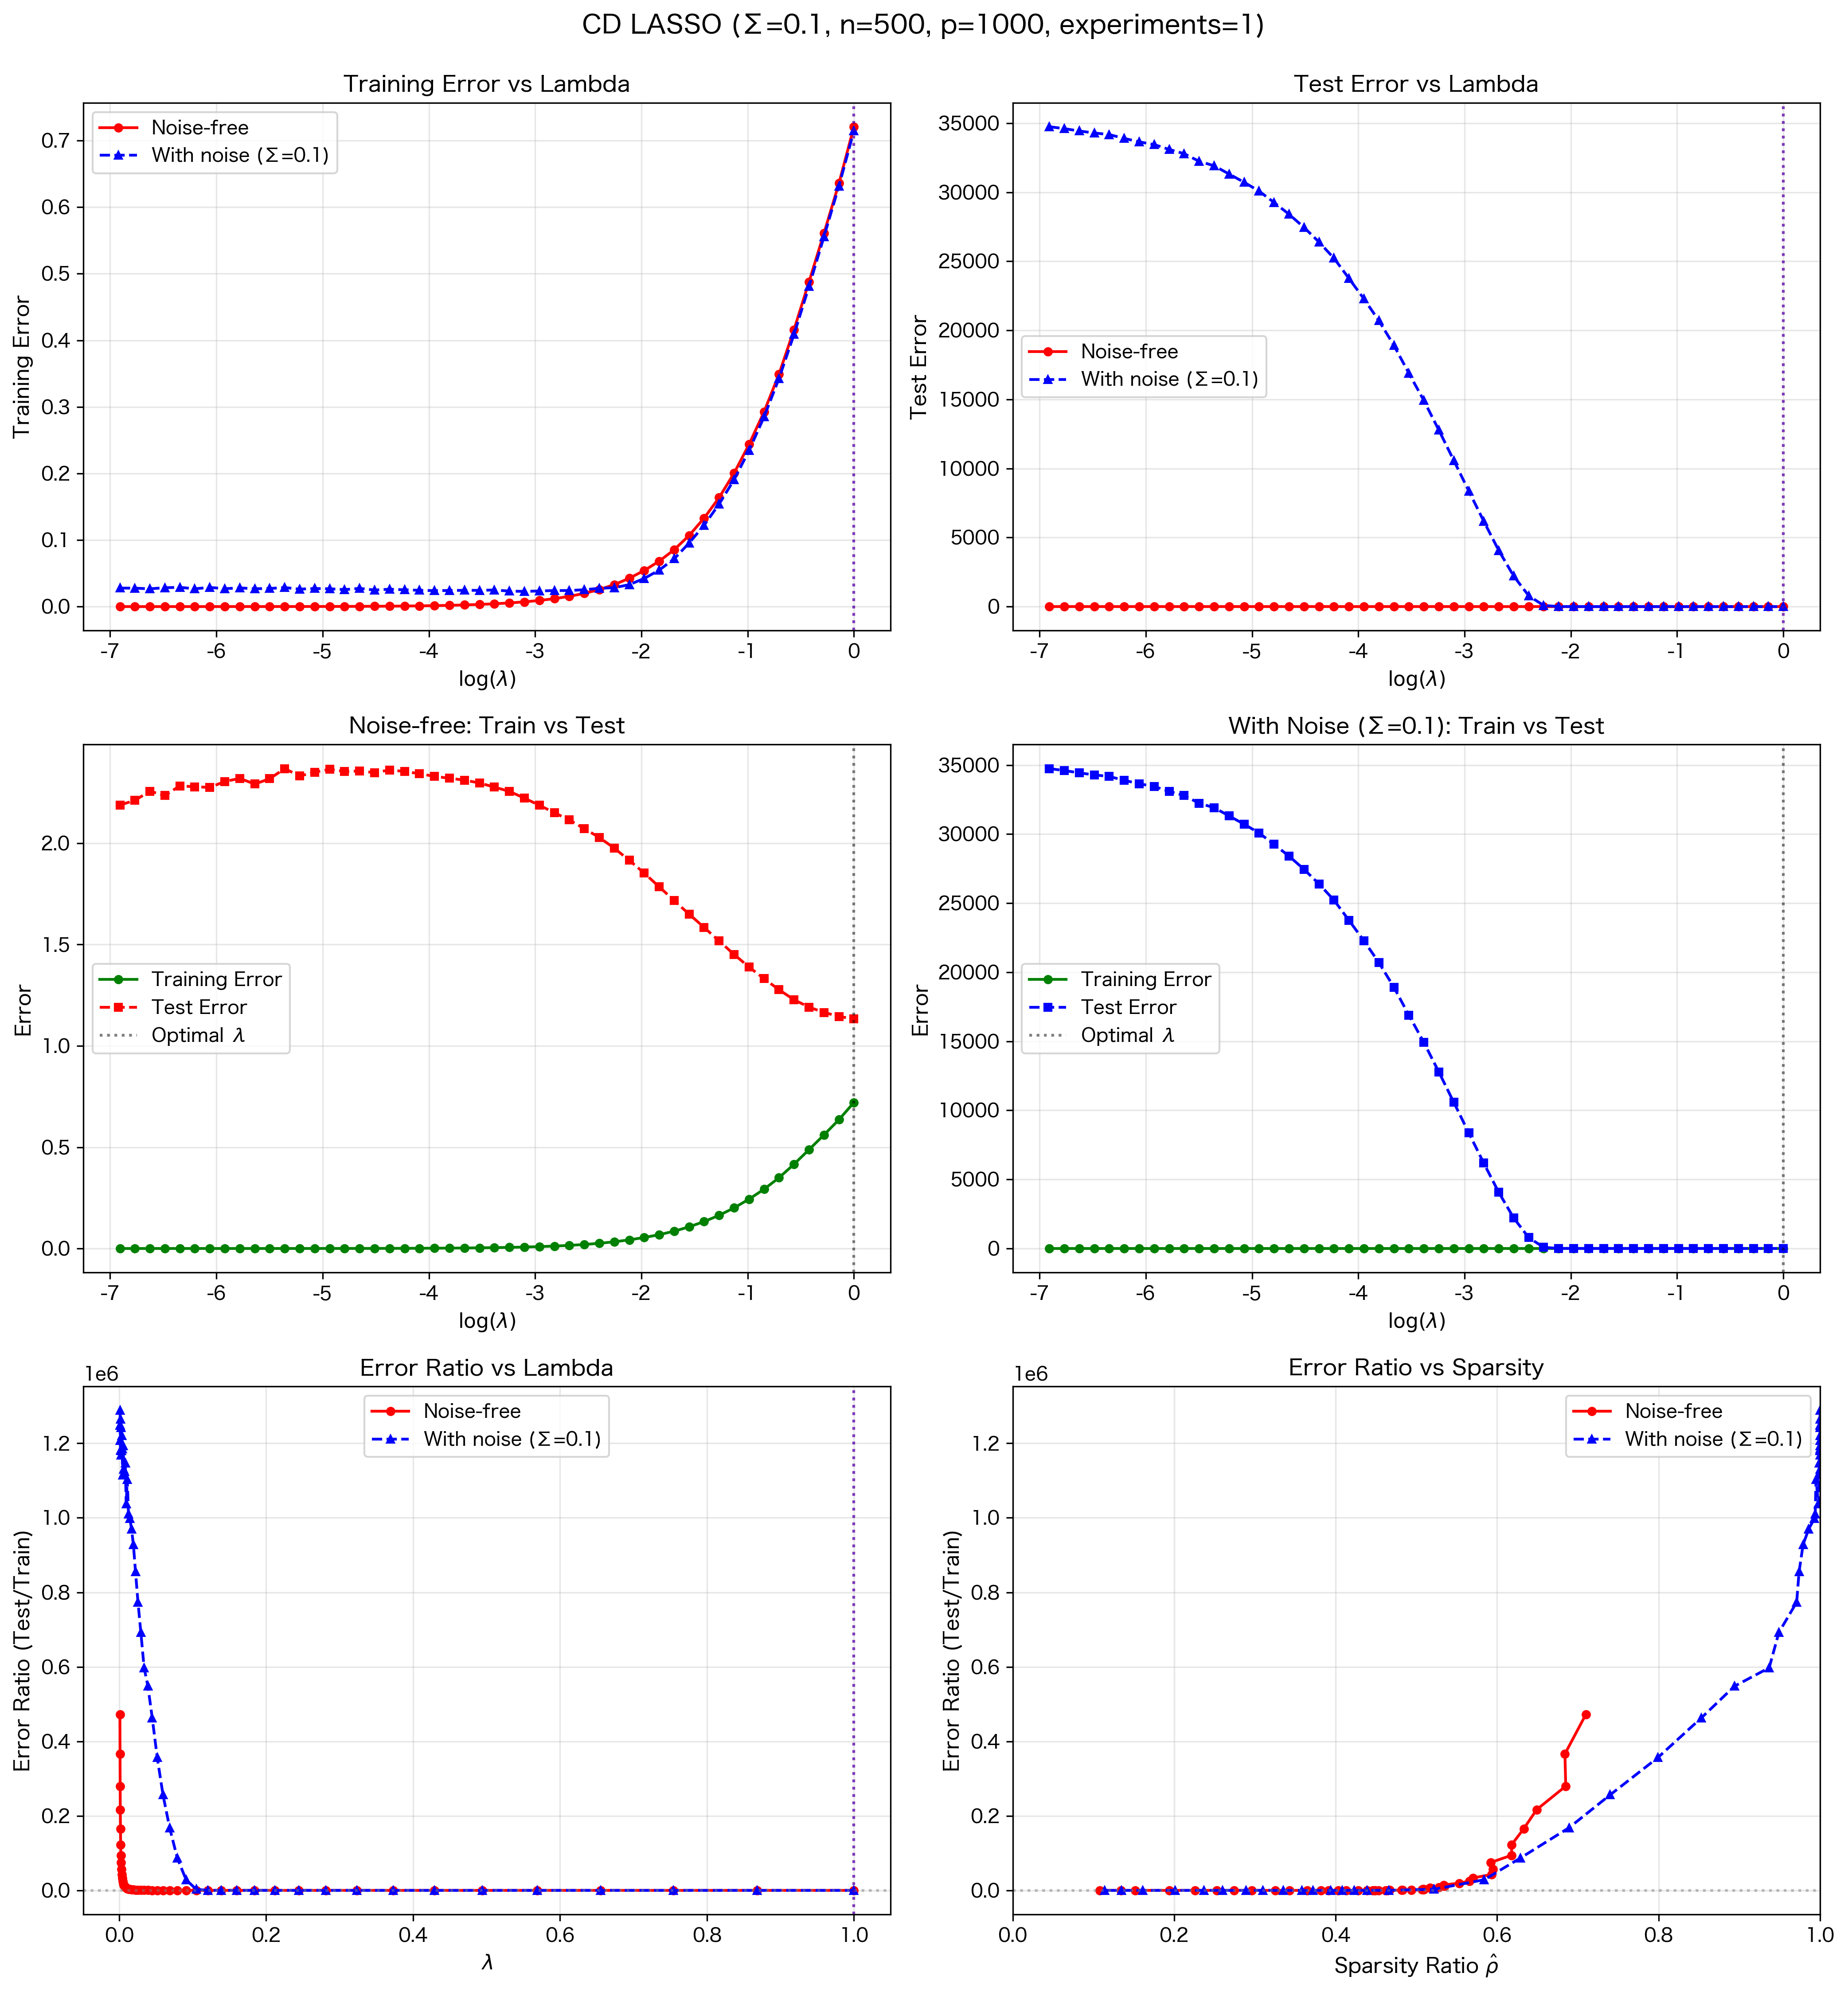 CD LASSO (Σ=0.1, n=500, p=1000, experiments=1)
Training Error vs Lambda
Noise-free
With noise (Σ=0.1)
Training Error
0.7
0.6
0.5
0.4
0.3
0.2
0.1
0.0
-7 -6 -5 -4 -3 -2 -1 0
log(λ)
Test Error vs Lambda
Noise-free
With noise (Σ=0.1)
Test Error
35000
30000
25000
20000
15000
10000
5000
0
-7 -6 -5 -4 -3 -2 -1 0
log(λ)
Noise-free: Train vs Test
Training Error
Test Error
Optimal λ
Error
2.0
1.5
1.0
0.5
0.0
-7 -6 -5 -4 -3 -2 -1 0
log(λ)
With Noise (Σ=0.1): Train vs Test
Training Error
Test Error
Optimal λ
Error
35000
30000
25000
20000
15000
10000
5000
0
-7 -6 -5 -4 -3 -2 -1 0
log(λ)
Error Ratio vs Lambda
1e6
Noise-free
With noise (Σ=0.1)
Error Ratio (Test/Train)
1.2
1.0
0.8
0.6
0.4
0.2
0.0
0.0 0.2 0.4 0.6 0.8 1.0
λ
Error Ratio vs Sparsity
1e6
Noise-free
With noise (Σ=0.1)
Error Ratio (Test/Train)
1.2
1.0
0.8
0.6
0.4
0.2
0.0
0.0 0.2 0.4 0.6 0.8 1.0
Sparsity Ratio ρ̂